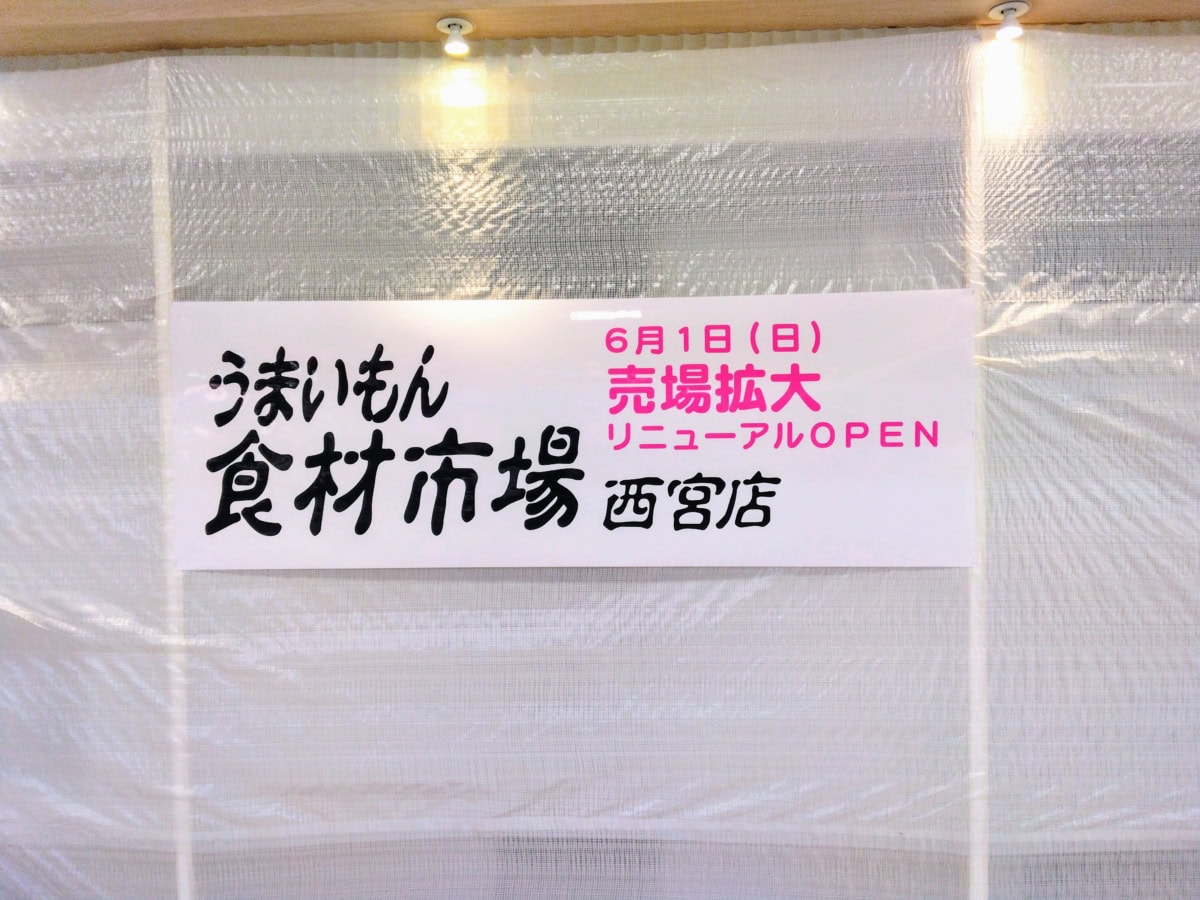 うまいもん
食材市場
6月1日(日)
売場拡大
リニューアルOPEN
西宮店